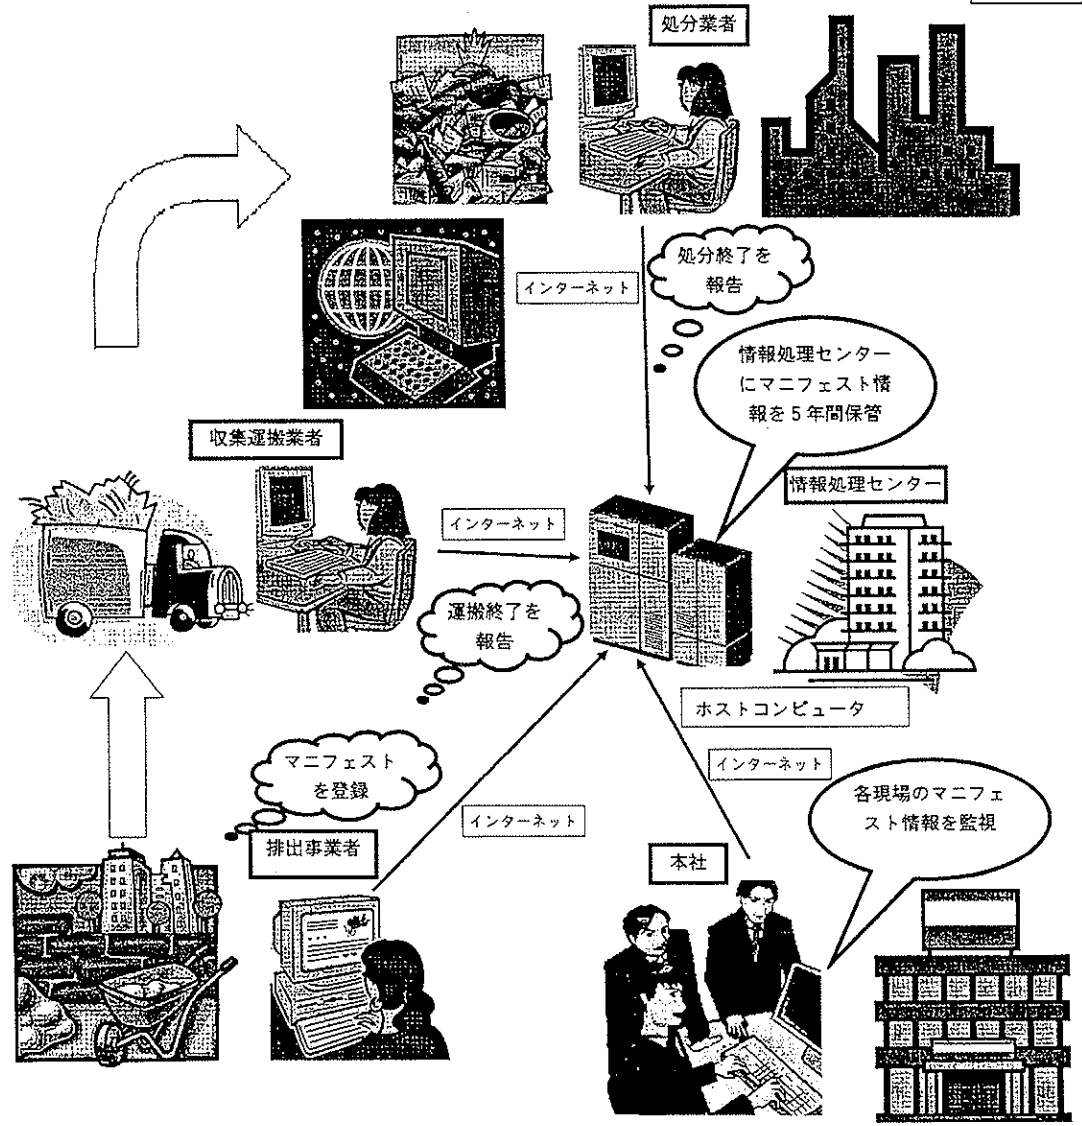 処分業者
処分終了を
報告
インターネット
情報処理センター
にマニフェスト情
報を5年間保管
収集運搬業者
情報処理センター
インターネット
運搬終了を
報告
ホストコンピュータ
マニフェスト
を登録
インターネット
インターネット
各現場のマニフェ
スト情報を監視
排出事業者
本社